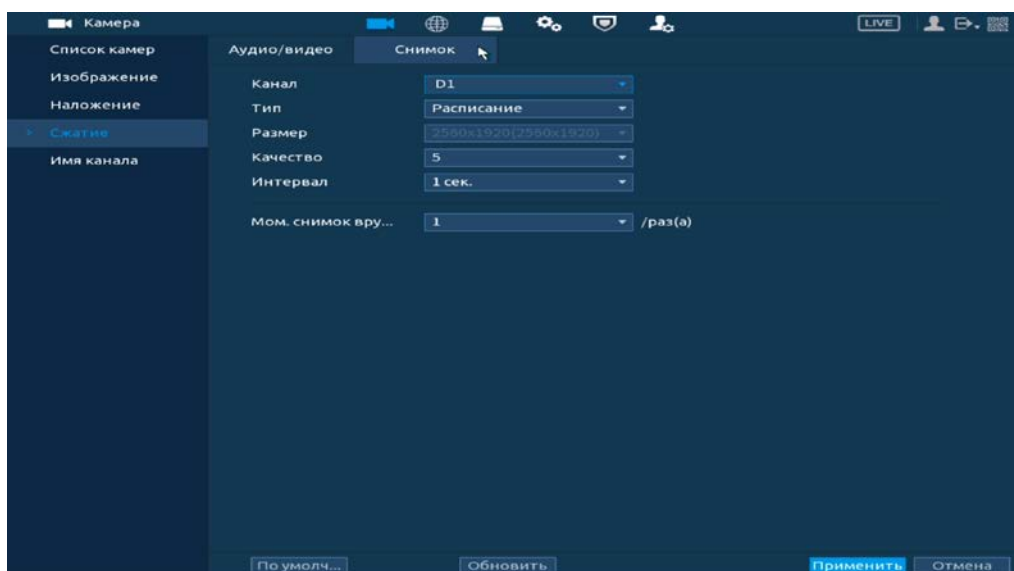 Камера
LIVE
Список камер
Аудио/видео Снимок
Изображение
Наложение
Сжатие
Имя канала
Канал D1
Тип Расписание
Размер 2560x1920(2560x1920)
Качество 5
Интервал 1 сек.
Мом. снимок вру... 1 /раз(а)
По умолч... Обновить Применить Отмена